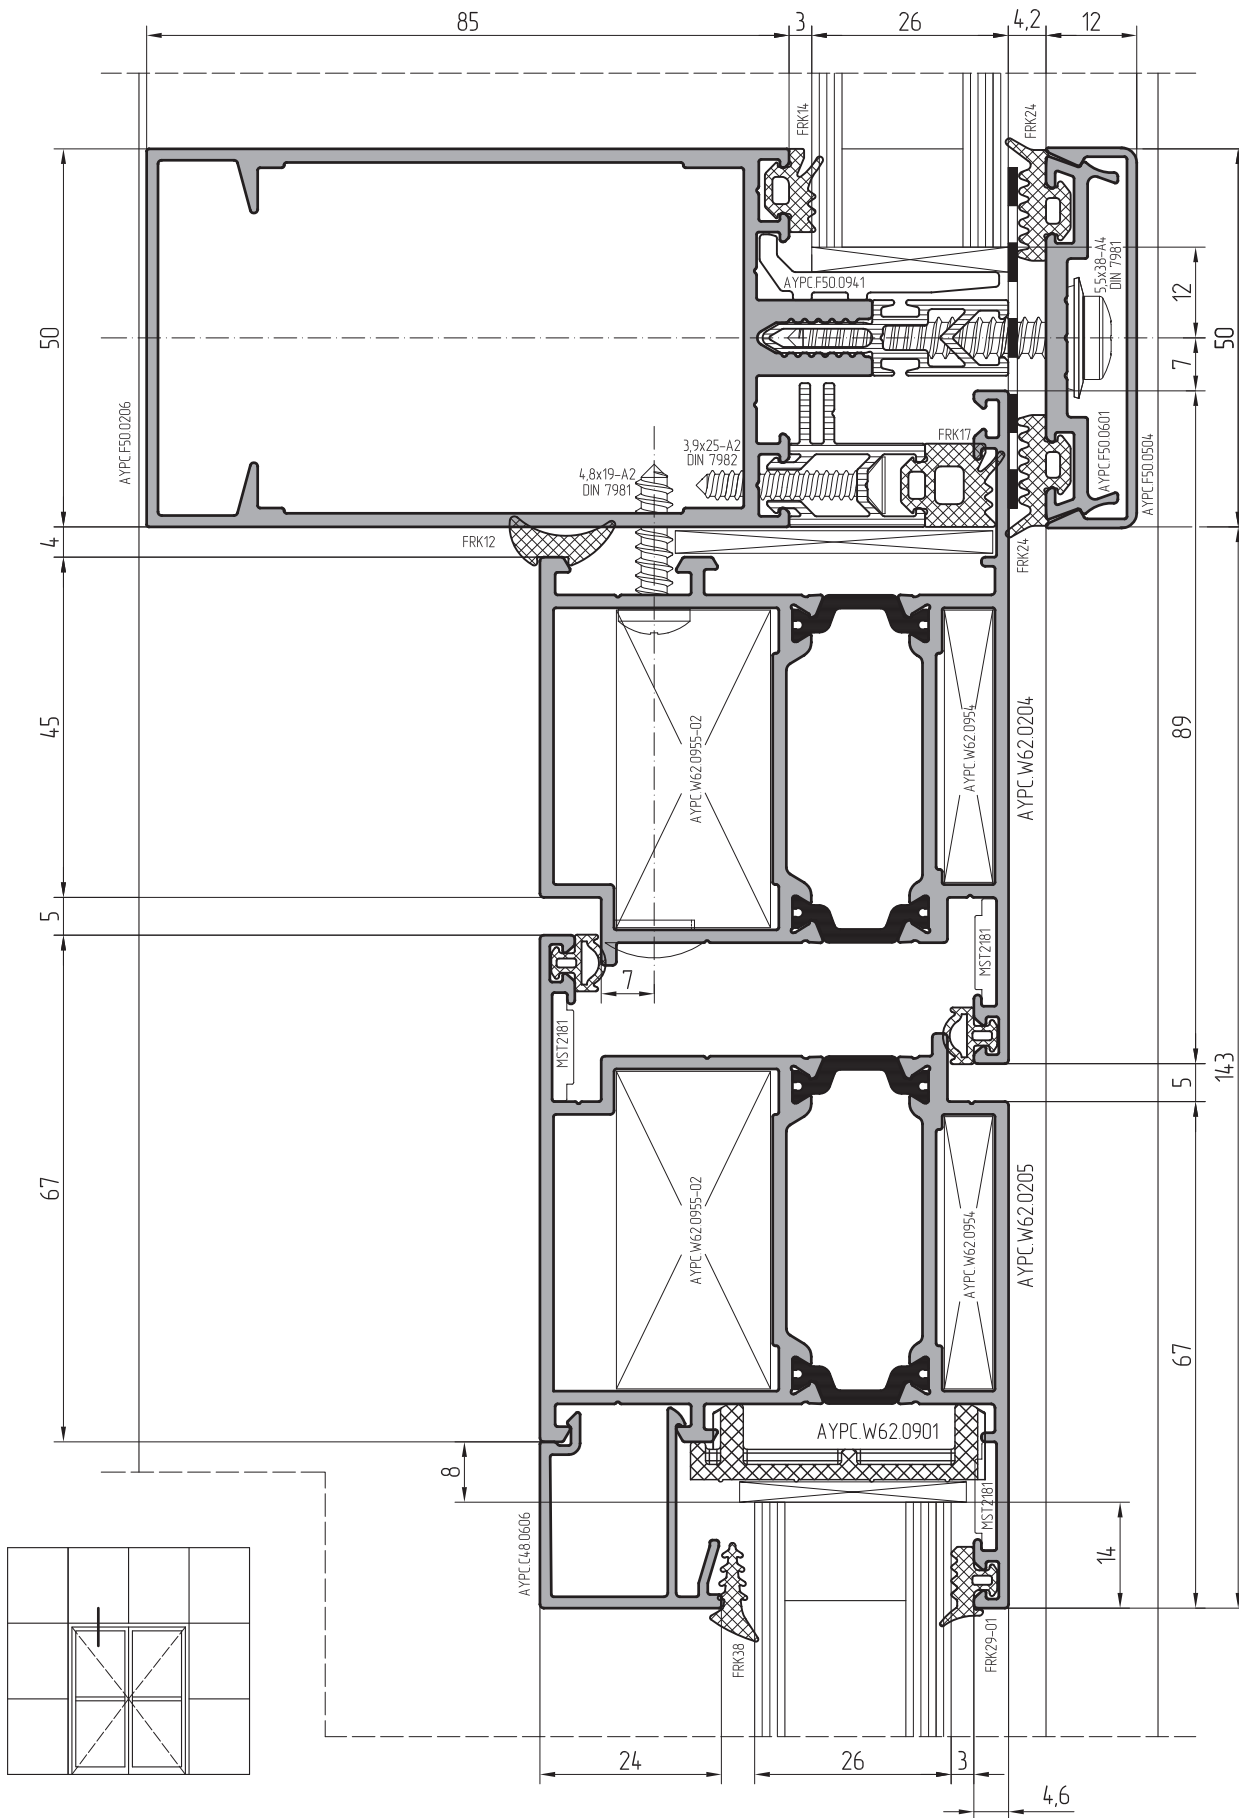 85
3
26
4,2
12
FRK14
FRK24
50
AYPC.F50.0206
AYPC.F50.0941
5,5x38-A4
DIN 7981
12
7
50
AYPC.F50.0601
AYPC.F50.0504
3,9x25-A2
DIN 7982
FRK17
4,8x19-A2
DIN 7981
4
FRK12
FRK24
45
AYPC.W62.0955-02
AYPC.W62.0954
AYPC.W62.0204
89
5
7
MST2181
MST2181
5
143
67
AYPC.W62.0955-02
AYPC.W62.0954
AYPC.W62.0205
67
AYPC.W62.0901
8
MST2181
14
AYPC.C48.0606
FRK38
FRK29-01
24
26
3
4,6